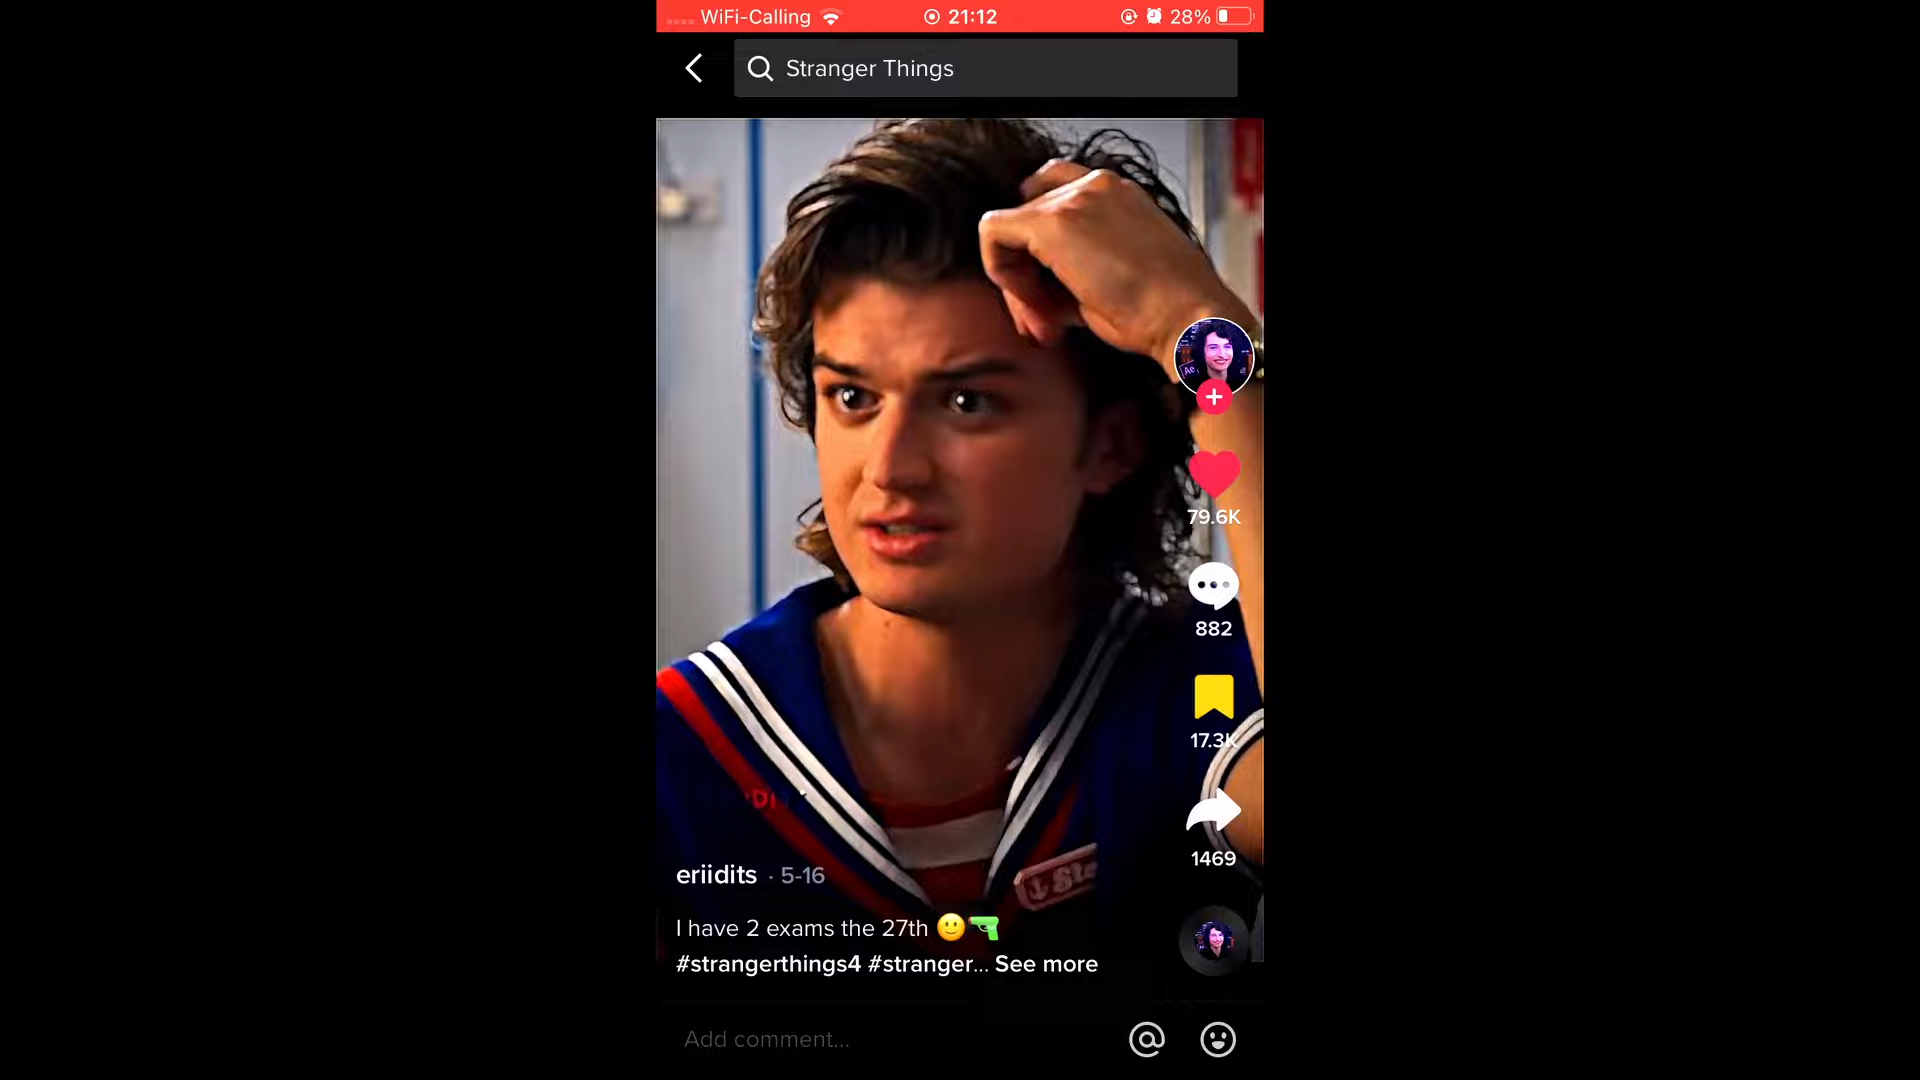 WiFi-Calling 21:12 28%
Stranger Things
79.6K
882
17.3K
1469
eriidits · 5-16
I have 2 exams the 27th 🙂🔫
#strangerthings4 #stranger... See more
Add comment...